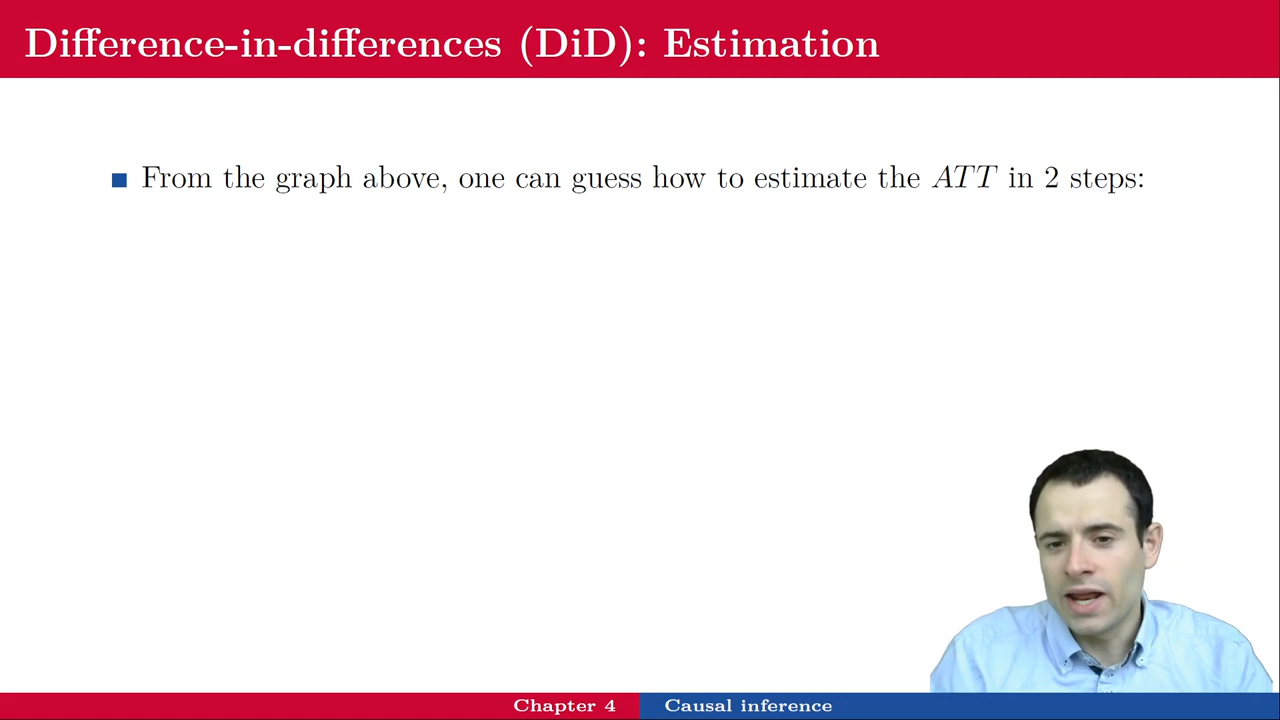 Difference-in-differences (DiD): Estimation
From the graph above, one can guess how to estimate the ATT in 2 steps:
Chapter 4 Causal inference